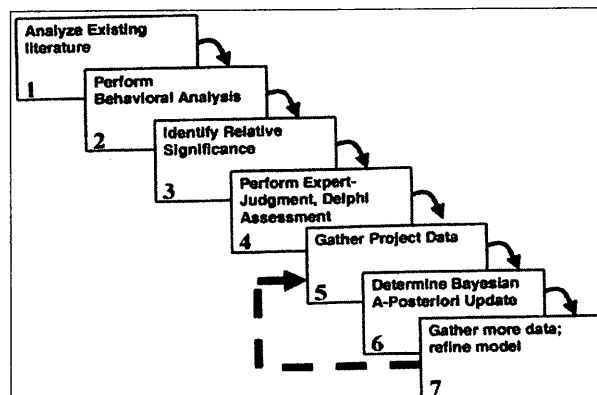 Analyze Existing
literature
1
Perform
Behavioral Analysis
2
Identify Relative
Significance
3
Perform Expert-
Judgment, Delphi
Assessment
4
Gather Project Data
5
Determine Bayesian
A-Posteriori Update
6
Gather more data;
refine model
7